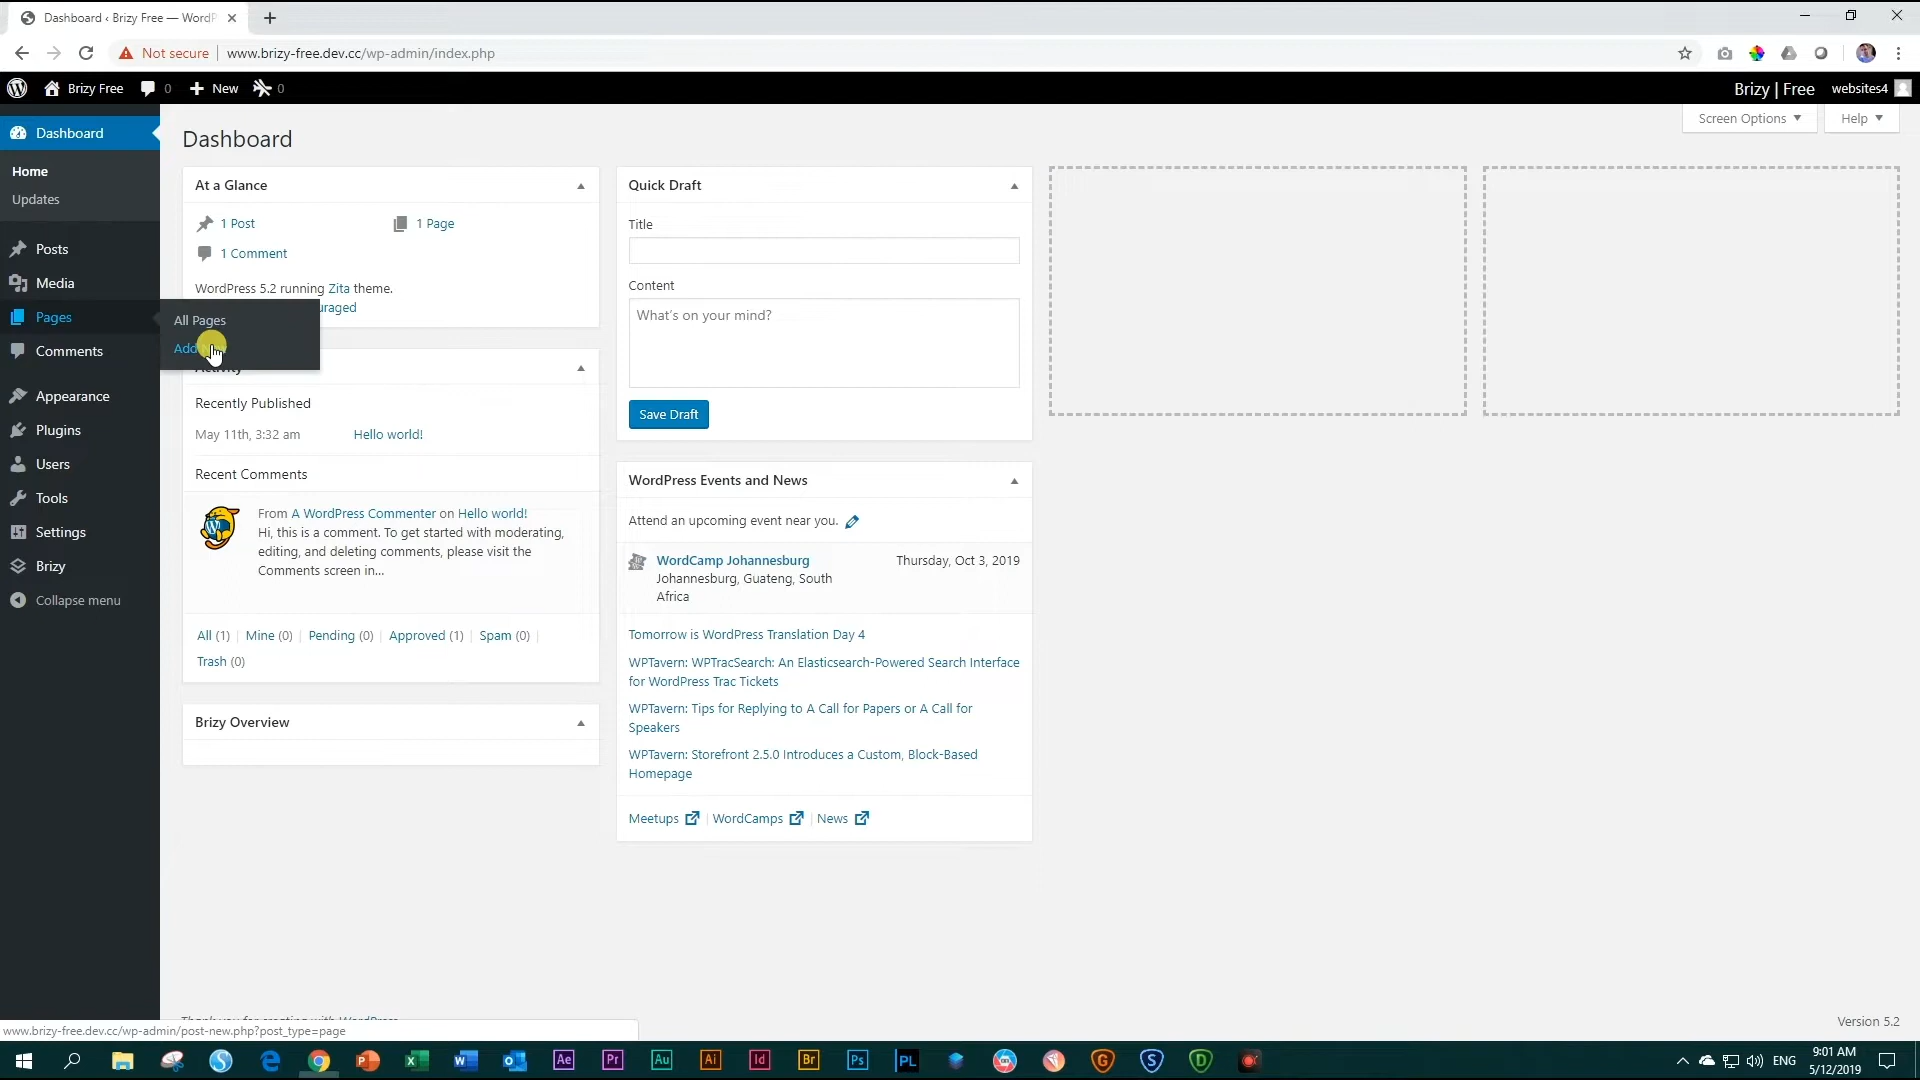 Dashboard ‹ Brizy Free — WordP
Not secure
www.brizy-free.dev.cc/wp-admin/index.php
Brizy Free
0
New
0
Brizy | Free
websites4
Dashboard
Home
Updates
Posts
Media
Pages
Comments
Appearance
Plugins
Users
Tools
Settings
Brizy
Collapse menu
All Pages
Add
Dashboard
Screen Options
Help
At a Glance
1 Post
1 Page
1 Comment
WordPress 5.2 running Zita theme.
uraged
Recently Published
May 11th, 3:32 am
Hello world!
Recent Comments
From A WordPress Commenter on Hello world!
Hi, this is a comment. To get started with moderating,
editing, and deleting comments, please visit the
Comments screen in...
All (1) | Mine (0) | Pending (0) | Approved (1) | Spam (0) |
Trash (0)
Brizy Overview
Quick Draft
Title
Content
What's on your mind?
Save Draft
WordPress Events and News
Attend an upcoming event near you.
WordCamp Johannesburg
Thursday, Oct 3, 2019
Johannesburg, Guateng, South
Africa
Tomorrow is WordPress Translation Day 4
WPTavern: WPTracSearch: An Elasticsearch-Powered Search Interface
for WordPress Trac Tickets
WPTavern: Tips for Replying to A Call for Papers or A Call for
Speakers
WPTavern: Storefront 2.5.0 Introduces a Custom, Block-Based
Homepage
Meetups | WordCamps | News
Version 5.2
www.brizy-free.dev.cc/wp-admin/post-new.php?post_type=page
Ae
Pr
Au
Ai
Id
Br
Ps
PL
ENG
9:01 AM
5/12/2019